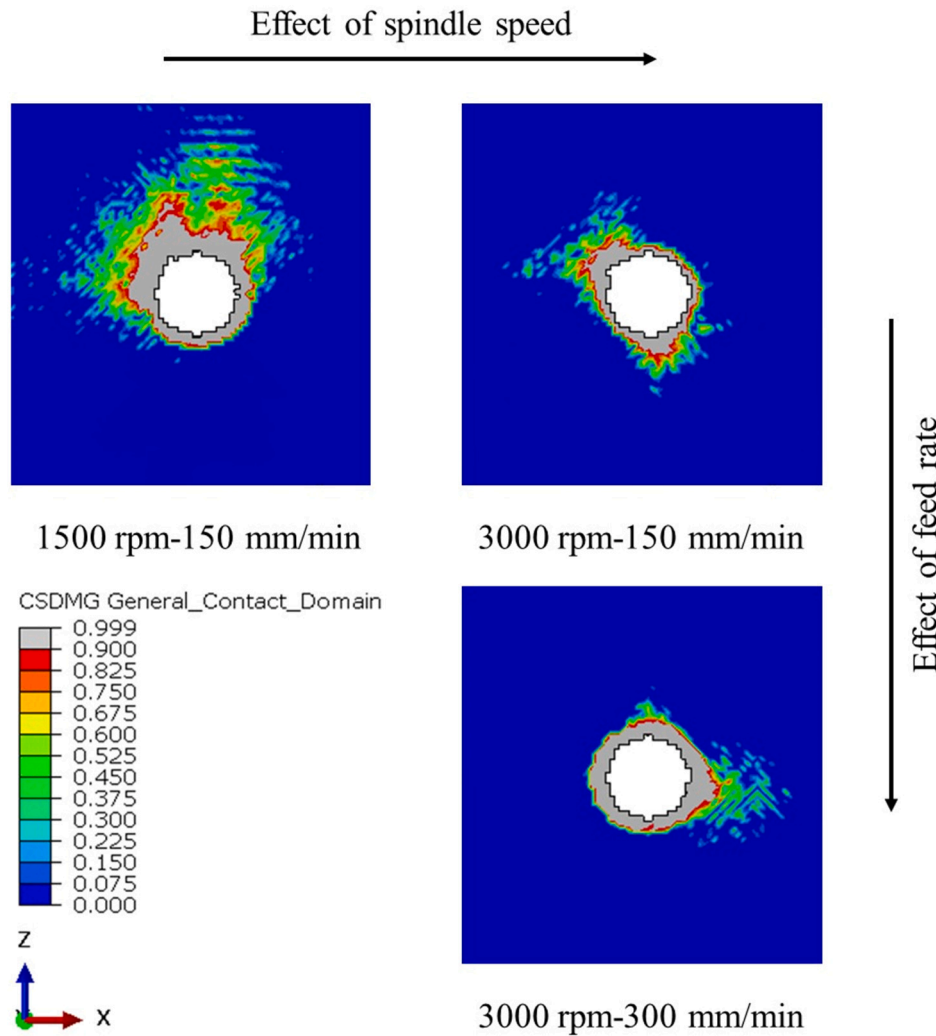 Effect of spindle speed
1500 rpm-150 mm/min
3000 rpm-150 mm/min
Effect of feed rate
CSDMG General_Contact_Domain
0.999
0.900
0.825
0.750
0.675
0.600
0.525
0.450
0.375
0.300
0.225
0.150
0.075
0.000
Z
X
3000 rpm-300 mm/min